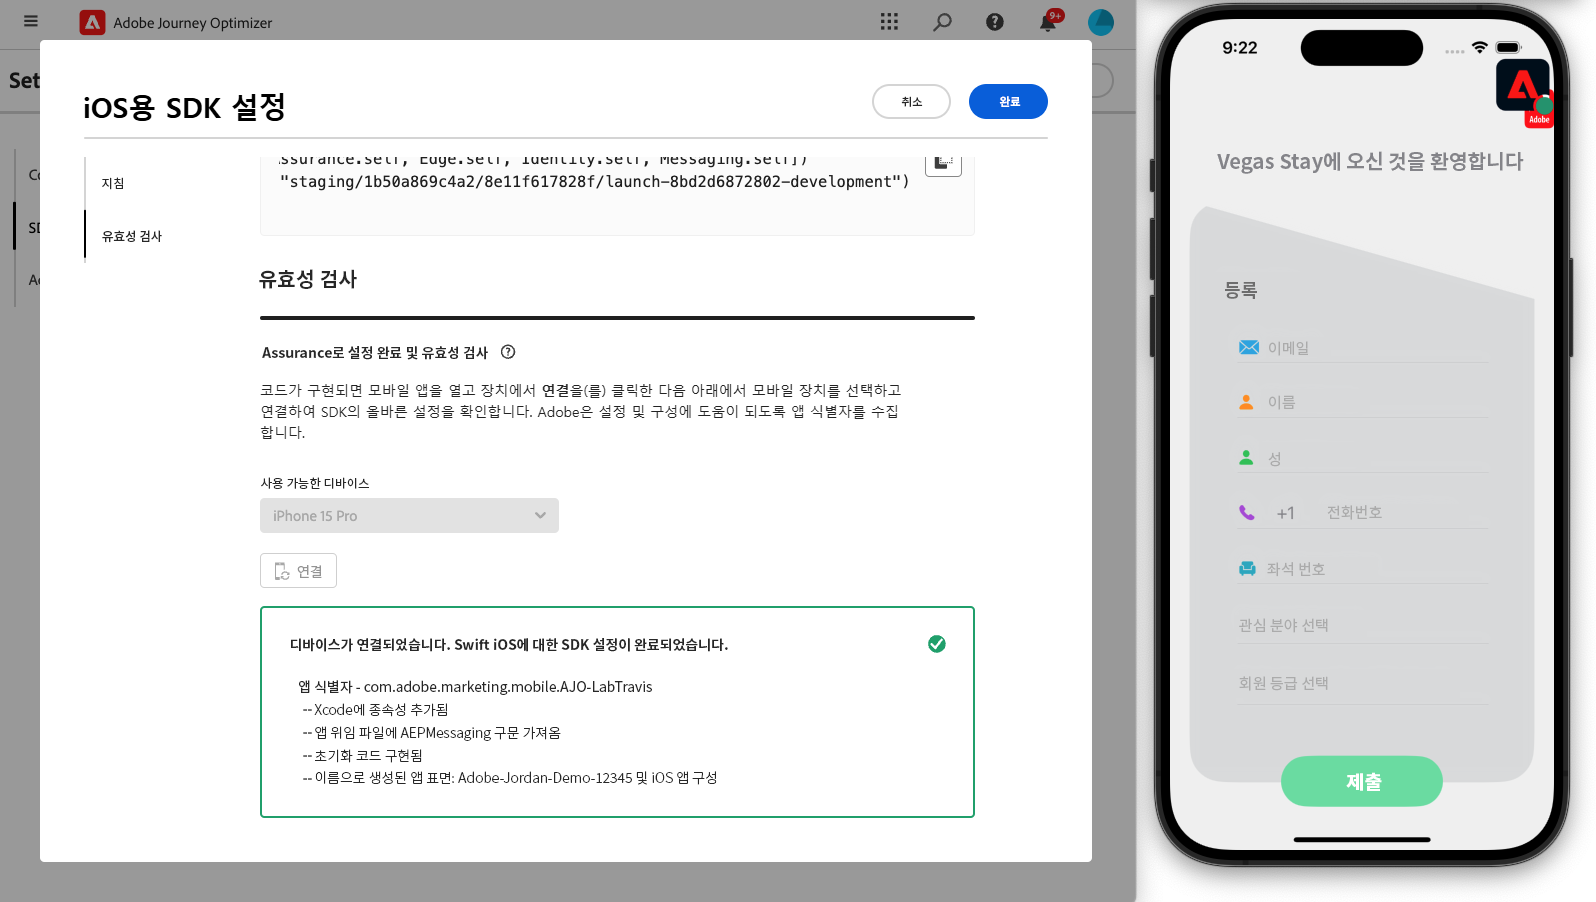 Adobe Journey Optimizer
9+
Set
iOS용 SDK 설정
취소
완료
지침
유효성 검사
ssurance.self, Edge.self, Identity.self, Messaging.self])
"staging/1b50a869c4a2/8e11f617828f/launch-8bd2d6872802-development")
유효성 검사
Assurance로 설정 완료 및 유효성 검사
코드가 구현되면 모바일 앱을 열고 장치에서 연결을(를) 클릭한 다음 아래에서 모바일 장치를 선택하고
연결하여 SDK의 올바른 설정을 확인합니다. Adobe은 설정 및 구성에 도움이 되도록 앱 식별자를 수집
합니다.
사용 가능한 디바이스
iPhone 15 Pro
연결
디바이스가 연결되었습니다. Swift iOS에 대한 SDK 설정이 완료되었습니다.
앱 식별자 - com.adobe.marketing.mobile.AJO-LabTravis
-- Xcode에 종속성 추가됨
-- 앱 위임 파일에 AEPMessaging 구문 가져옴
-- 초기화 코드 구현됨
-- 이름으로 생성된 앱 표면: Adobe-Jordan-Demo-12345 및 iOS 앱 구성
9:22
Adobe
Vegas Stay에 오신 것을 환영합니다
등록
이메일
이름
성
+1 전화번호
좌석 번호
관심 분야 선택
회원 등급 선택
제출